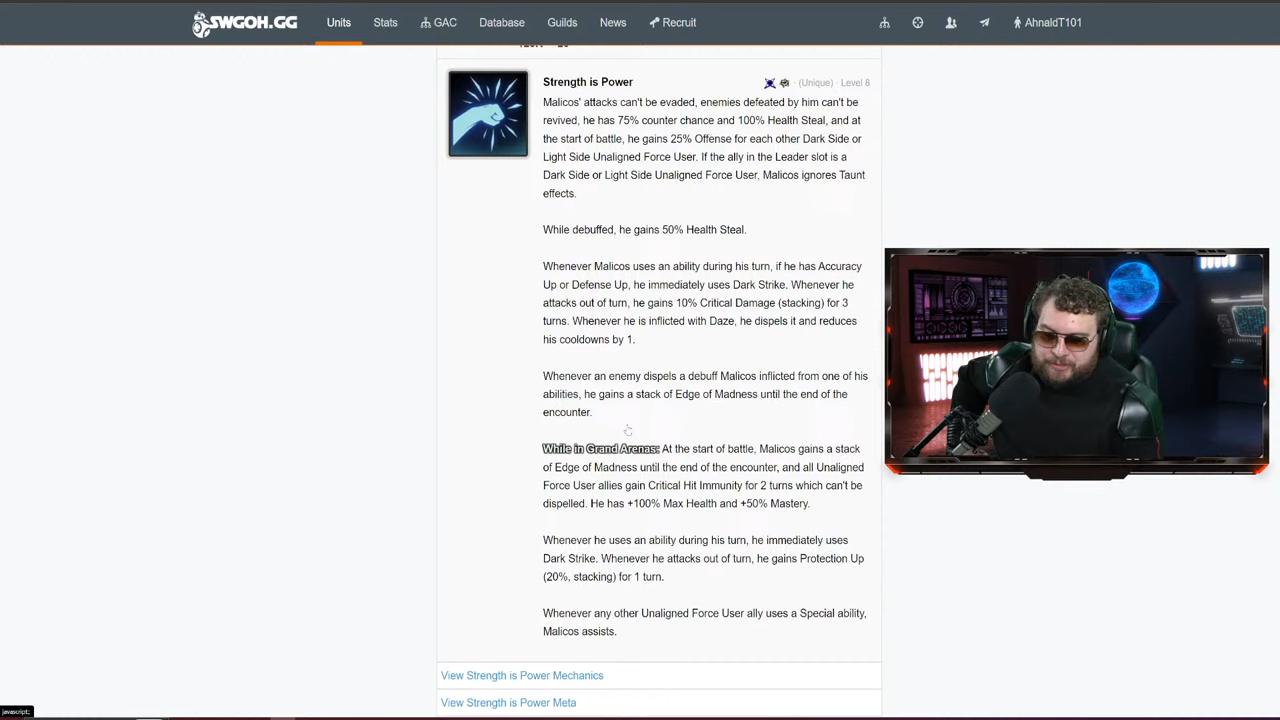 SWGOH.GG
Units
Stats
GAC
Database
Guilds
News
Recruit
AhnaldT101
Strength is Power
· (Unique) · Level 8
Malicos' attacks can't be evaded, enemies defeated by him can't be
revived, he has 75% counter chance and 100% Health Steal, and at
the start of battle, he gains 25% Offense for each other Dark Side or
Light Side Unaligned Force User. If the ally in the Leader slot is a
Dark Side or Light Side Unaligned Force User, Malicos ignores Taunt
effects.
While debuffed, he gains 50% Health Steal.
Whenever Malicos uses an ability during his turn, if he has Accuracy
Up or Defense Up, he immediately uses Dark Strike. Whenever he
attacks out of turn, he gains 10% Critical Damage (stacking) for 3
turns. Whenever he is inflicted with Daze, he dispels it and reduces
his cooldowns by 1.
Whenever an enemy dispels a debuff Malicos inflicted from one of his
abilities, he gains a stack of Edge of Madness until the end of the
encounter.
While in Grand Arenas: At the start of battle, Malicos gains a stack
of Edge of Madness until the end of the encounter, and all Unaligned
Force User allies gain Critical Hit Immunity for 2 turns which can't be
dispelled. He has +100% Max Health and +50% Mastery.
Whenever he uses an ability during his turn, he immediately uses
Dark Strike. Whenever he attacks out of turn, he gains Protection Up
(20%, stacking) for 1 turn.
Whenever any other Unaligned Force User ally uses a Special ability,
Malicos assists.
View Strength is Power Mechanics
View Strength is Power Meta
javascript:;